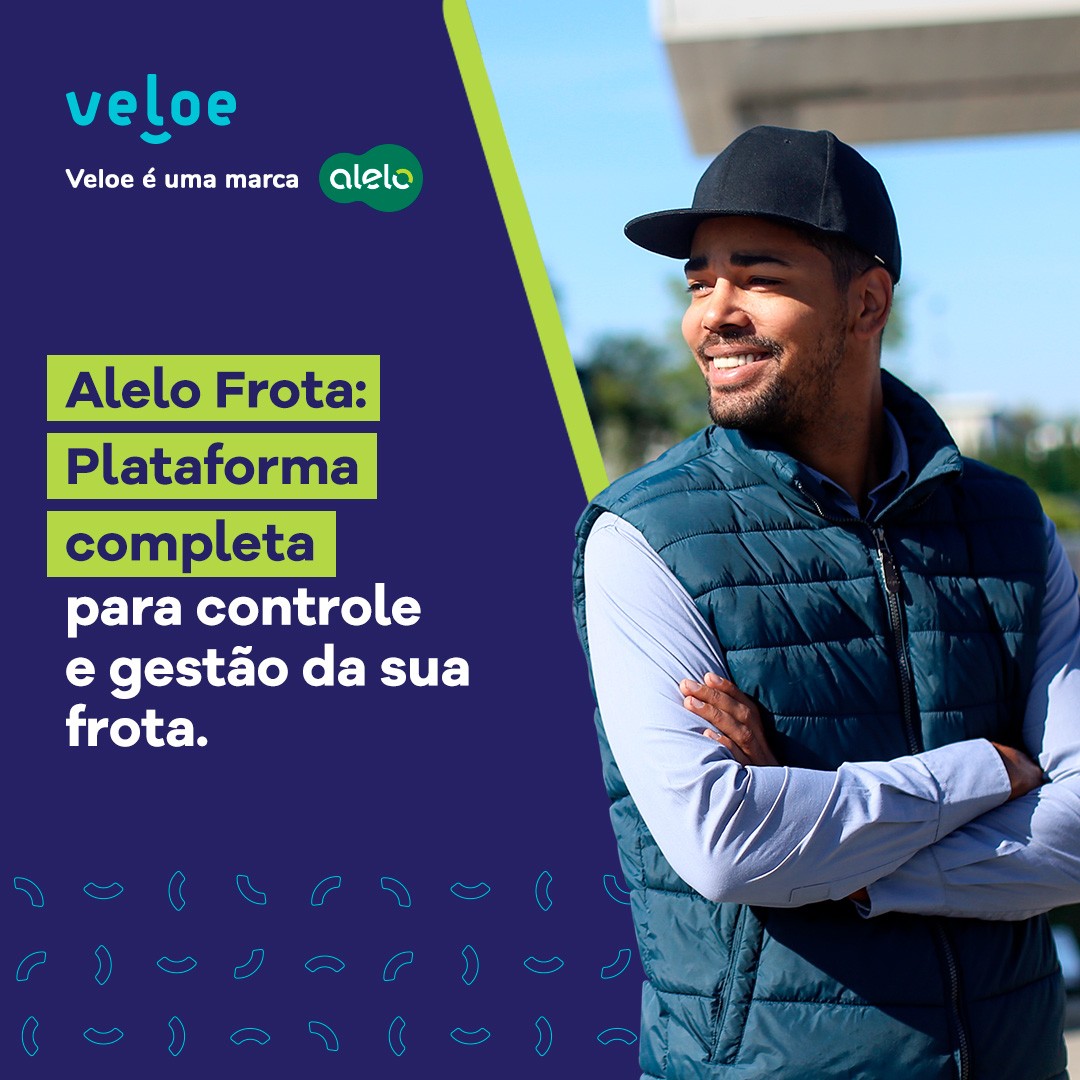 veloe
Veloe é uma marca alelo
Alelo Frota:
Plataforma
completa
para controle
e gestão da sua
frota.